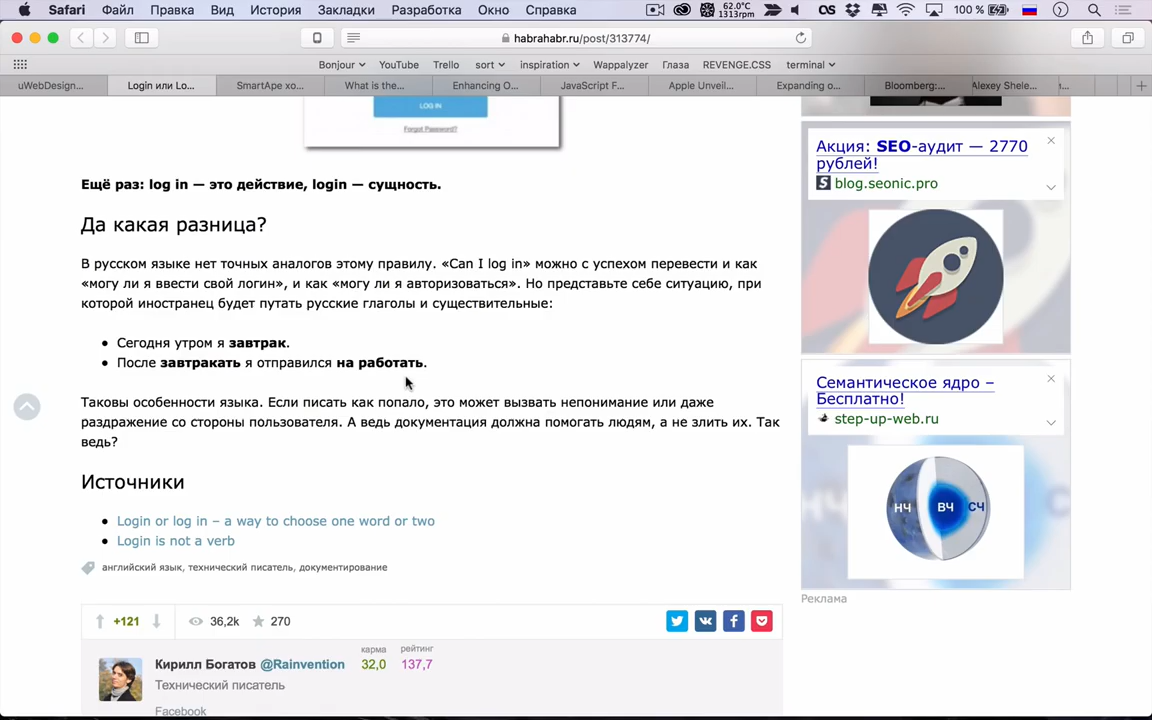 Safari Файл Правка Вид История Закладки Разработка Окно Справка 62.0°C 1313rpm 100 %
habrahabr.ru/post/313774/
Bonjour YouTube Trello sort inspiration Wappalyzer Глаза REVENGE.CSS terminal
uWebDesign... Login или Lo... SmartApe хо... What is the... Enhancing O... JavaScript F... Apple Unveil... Expanding o... Bloomberg:... Alexey Shele...
LOG IN
Forgot Password?
Ещё раз: log in — это действие, login — сущность.
Да какая разница?
В русском языке нет точных аналогов этому правилу. «Can I log in» можно с успехом перевести и как
«могу ли я ввести свой логин», и как «могу ли я авторизоваться». Но представьте себе ситуацию, при
которой иностранец будет путать русские глаголы и существительные:
Сегодня утром я завтрак.
После завтракать я отправился на работать.
Таковы особенности языка. Если писать как попало, это может вызвать непонимание или даже
раздражение со стороны пользователя. А ведь документация должна помогать людям, а не злить их. Так
ведь?
Источники
Login or log in – a way to choose one word or two
Login is not a verb
английский язык, технический писатель, документирование
+121 36,2k 270
Кирилл Богатов @Rainvention
карма
32,0
рейтинг
137,7
Технический писатель
Facebook
Акция: SEO-аудит — 2770
рублей!
S blog.seonic.pro
Семантическое ядро –
Бесплатно!
step-up-web.ru
НЧ ВЧ СЧ
Реклама